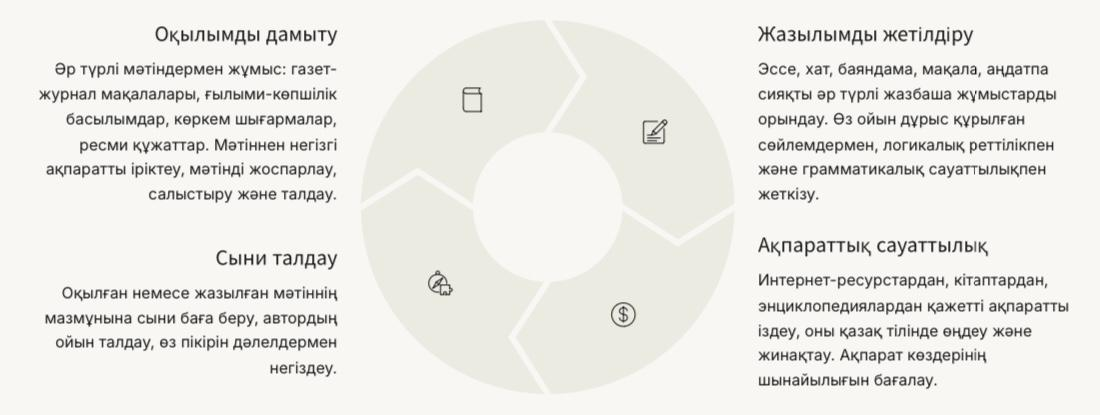 Оқылымды дамыту
Әр түрлі мәтіндермен жұмыс: газет-
журнал мақалалары, ғылыми-көпшілік
басылымдар, көркем шығармалар,
ресми құжаттар. Мәтіннен негізгі
ақпаратты іріктеу, мәтінді жоспарлау,
салыстыру және талдау.
Жазылымды жетілдіру
Эссе, хат, баяндама, мақала, аңдатпа
сияқты әр түрлі жазбаша жұмыстарды
орындау. Өз ойын дұрыс құрылған
сөйлемдермен, логикалық реттілікпен
және грамматикалық сауаттылықпен
жеткізу.
Сыни талдау
Оқылған немесе жазылған мәтіннің
мазмұнына сыни баға беру, автордың
ойын талдау, өз пікірін дәлелдермен
негіздеу.
Ақпараттық сауаттылық
Интернет-ресурстардан, кітаптардан,
энциклопедиялардан қажетті ақпаратты
іздеу, оны қазақ тілінде өңдеу және
жинақтау. Ақпарат көздерінің
шынайылығын бағалау.